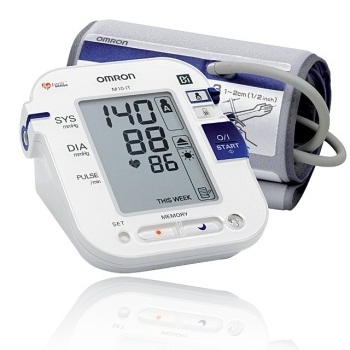 OMRON
M10-IT
SYS
mmHg
140
A
DIA
mmHg
88
PULSE
/min
86
THIS WEEK
SET
MEMORY
O/I
START
1~2cm (1/2 inch)